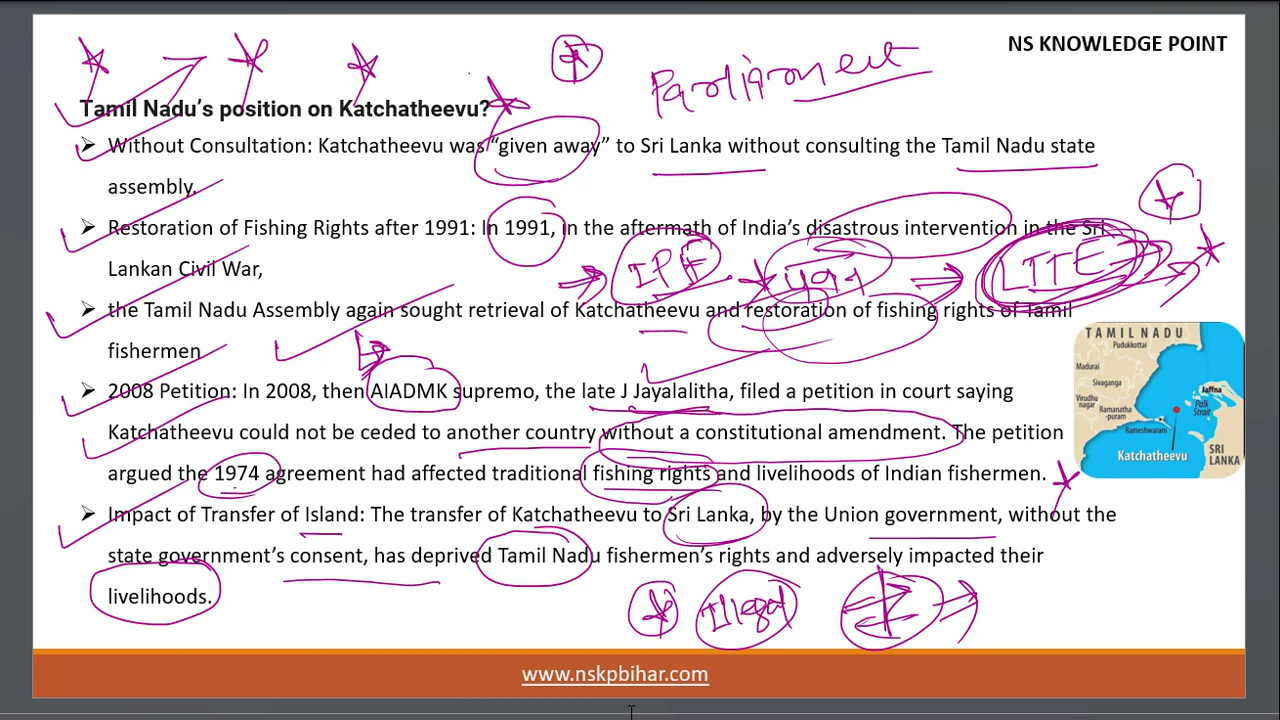 NS KNOWLEDGE POINT
Parliament
Tamil Nadu’s position on Katchatheevu?
➢ Without Consultation: Katchatheevu was “given away” to Sri Lanka without consulting the Tamil Nadu state
assembly.
➢ Restoration of Fishing Rights after 1991: In 1991, in the aftermath of India’s disastrous intervention in the Sri
Lankan Civil War,
IPF
1987
LTTE
➢ the Tamil Nadu Assembly again sought retrieval of Katchatheevu and restoration of fishing rights of Tamil
fishermen
➢ 2008 Petition: In 2008, then AIADMK supremo, the late J Jayalalitha, filed a petition in court saying
Katchatheevu could not be ceded to another country without a constitutional amendment. The petition
argued the 1974 agreement had affected traditional fishing rights and livelihoods of Indian fishermen.
➢ Impact of Transfer of Island: The transfer of Katchatheevu to Sri Lanka, by the Union government, without the
state government’s consent, has deprived Tamil Nadu fishermen’s rights and adversely impacted their
livelihoods.
Illegal
TAMIL NADU
Pudukkottai
Madurai
Sivaganga
Jaffna
Virudhu
nagar
Palk
Strait
Ramanatha
-puram
Rameshwaram
SRI
LANKA
Katchatheevu
www.nskpbihar.com